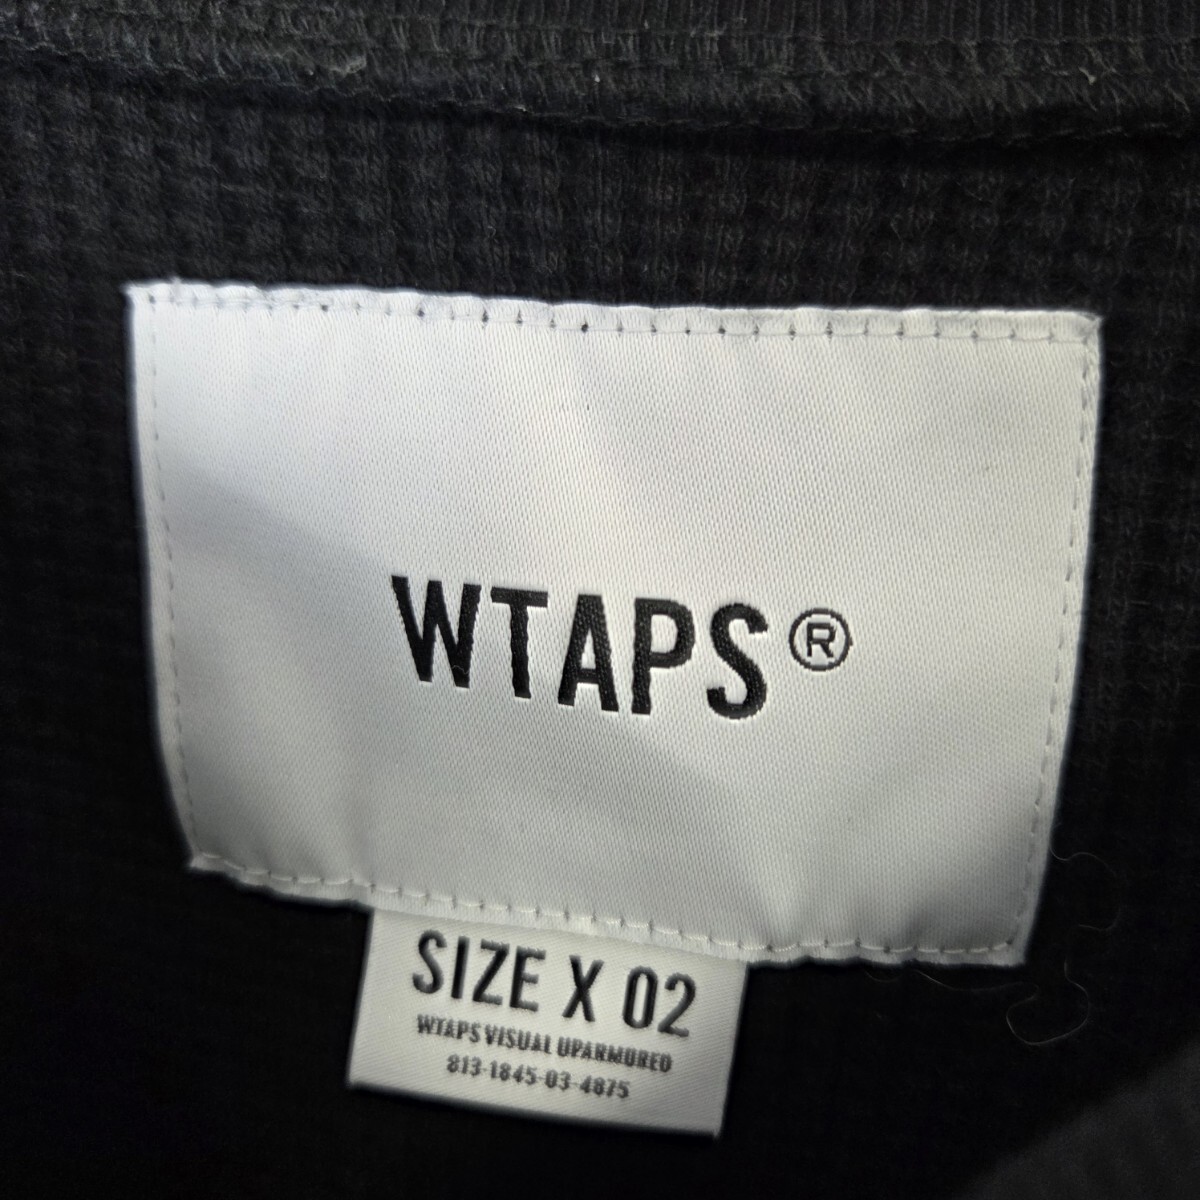 WTAPS®
SIZE X 02
WTAPS VISUAL UPARMORED
813-1845-03-4875